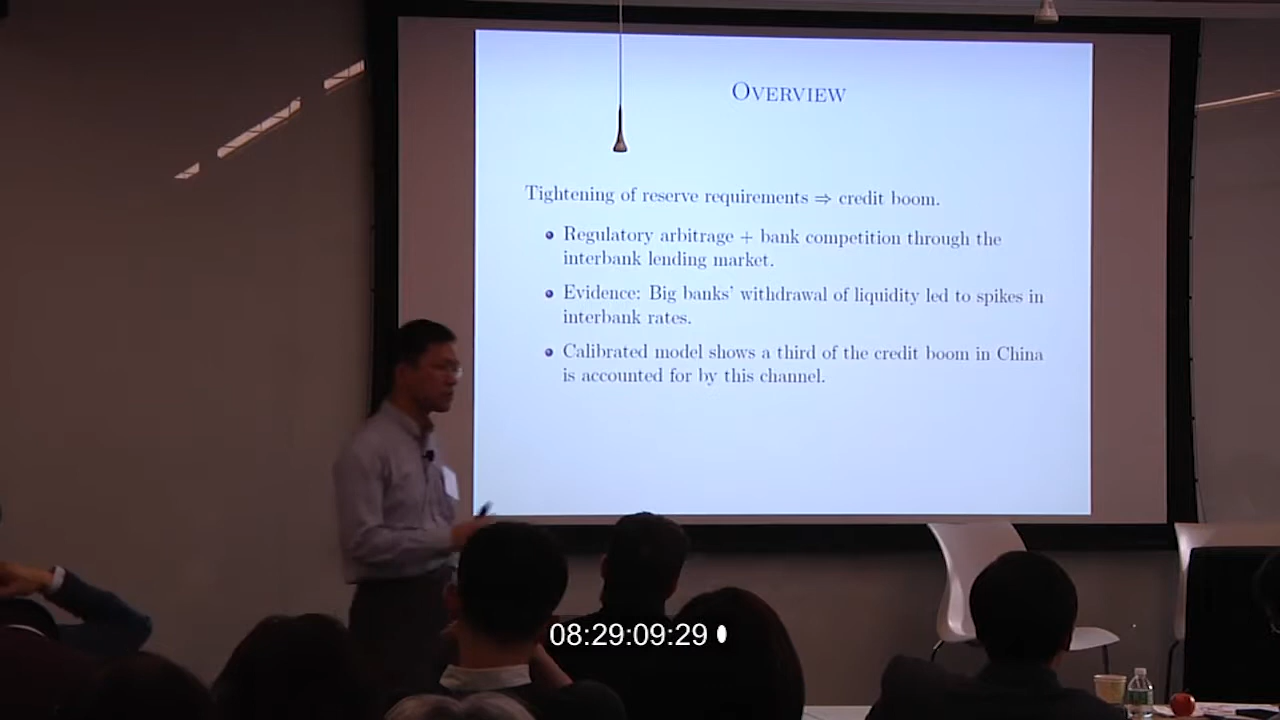 OVERVIEW
Tightening of reserve requirements ⇒ credit boom.
Regulatory arbitrage + bank competition through the
interbank lending market.
Evidence: Big banks' withdrawal of liquidity led to spikes in
interbank rates.
Calibrated model shows a third of the credit boom in China
is accounted for by this channel.
08:29:09:29